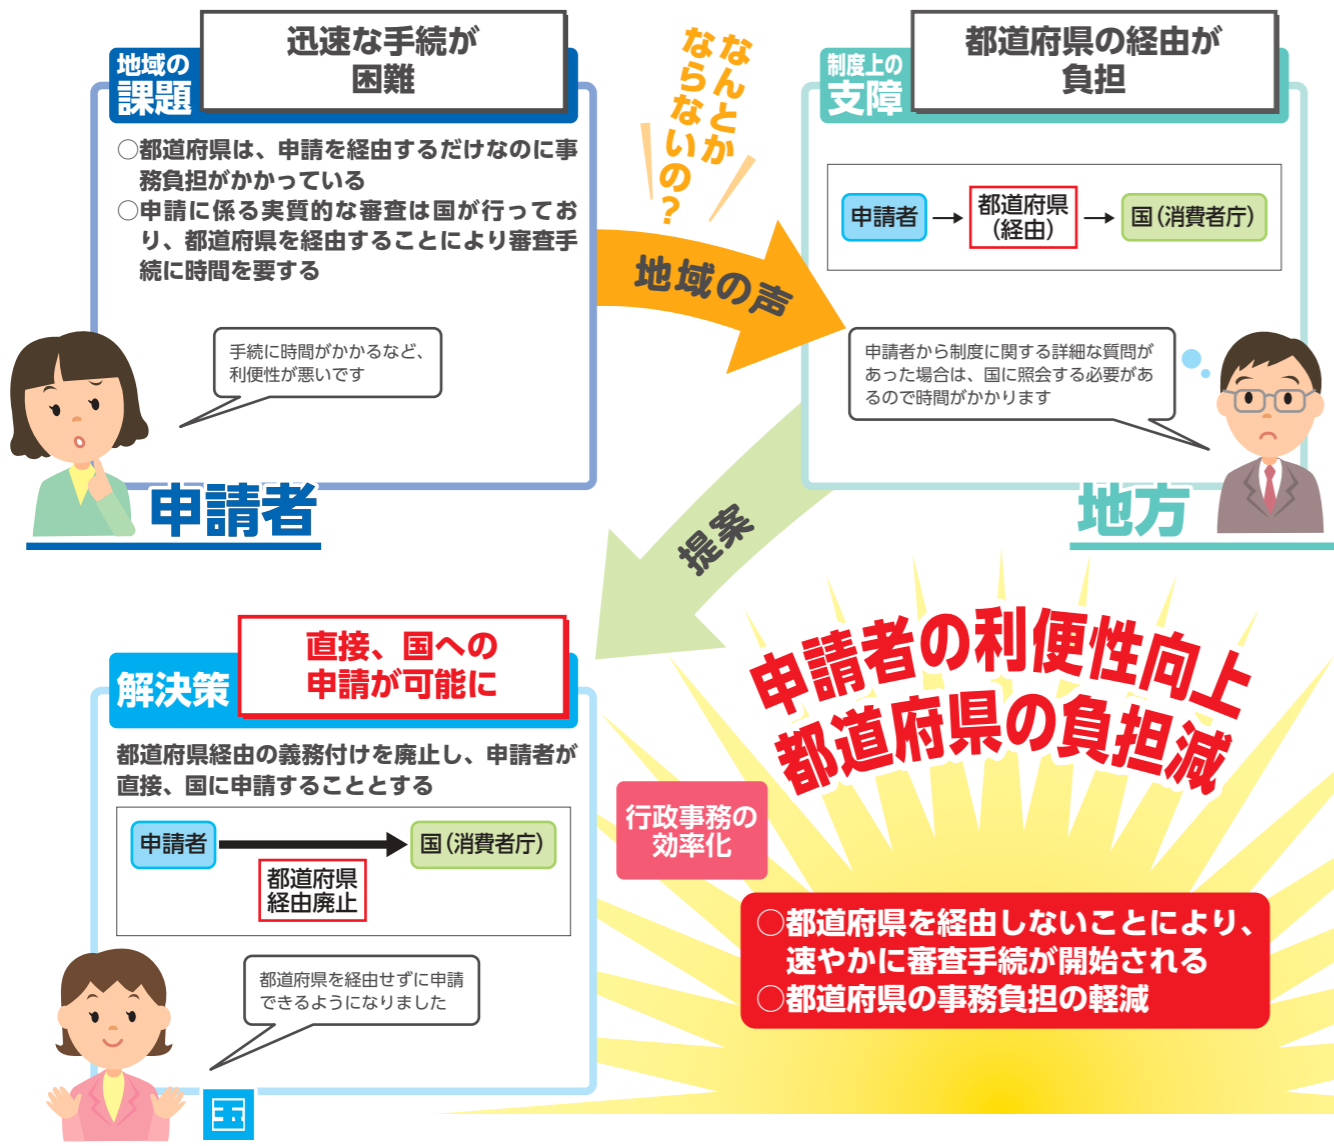 地域の
課題
迅速な手続が
困難
○都道府県は、申請を経由するだけなのに事
務負担がかかっている
○申請に係る実質的な審査は国が行ってお
り、都道府県を経由することにより審査手
続に時間を要する
手続に時間がかかるなど、
利便性が悪いです
申請者
なんとか
ならないの？
地域の声
制度上の
支障
都道府県の経由が
負担
申請者
都道府県
（経由）
国（消費者庁）
申請者から制度に関する詳細な質問が
あった場合は、国に照会する必要があ
るので時間がかかります
地方
提案
解決策
直接、国への
申請が可能に
都道府県経由の義務付けを廃止し、申請者が
直接、国に申請することとする
申請者
国（消費者庁）
都道府県
経由廃止
都道府県を経由せずに申請
できるようになりました
国
申請者の利便性向上
都道府県の負担減
行政事務の
効率化
○都道府県を経由しないことにより、
速やかに審査手続が開始される
○都道府県の事務負担の軽減